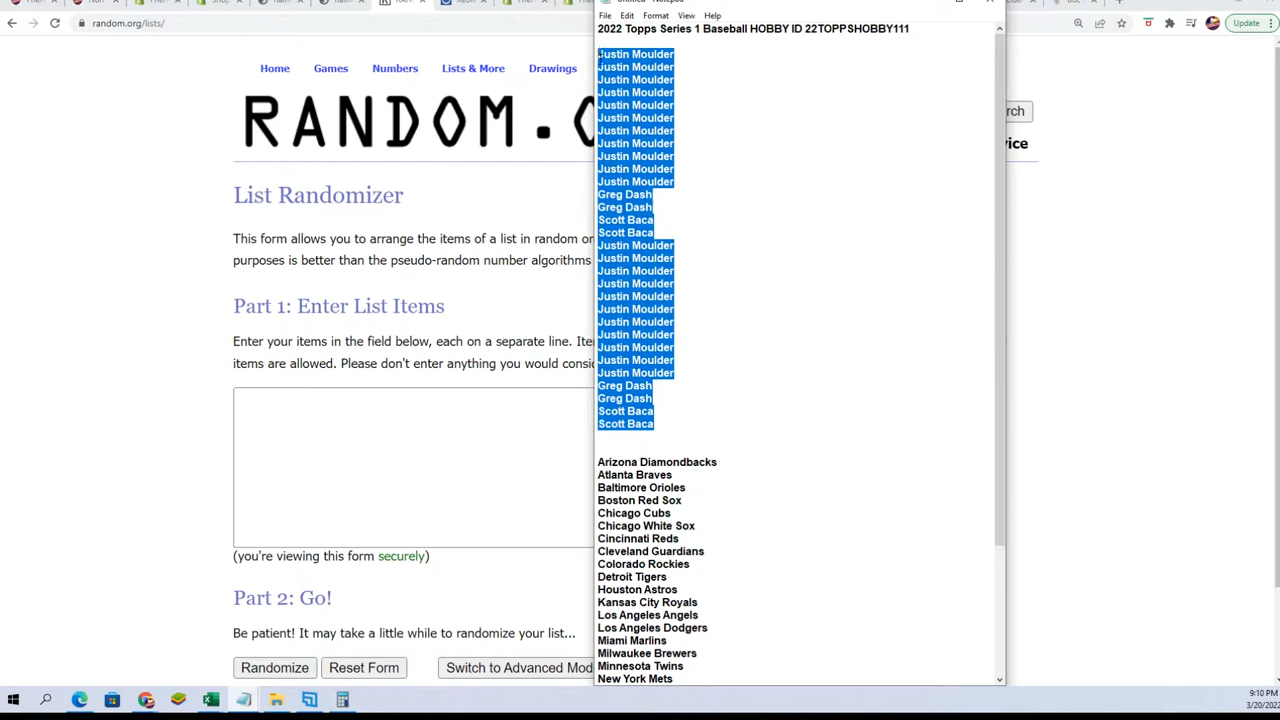 Untitled - Notepad
random.org/lists/
Update
File Edit Format View Help
2022 Topps Series 1 Baseball HOBBY ID 22TOPPSHOBBY111
Justin Moulder
Justin Moulder
Justin Moulder
Justin Moulder
Justin Moulder
Justin Moulder
Justin Moulder
Justin Moulder
Justin Moulder
Justin Moulder
Justin Moulder
Greg Dash
Greg Dash
Scott Baca
Scott Baca
Justin Moulder
Justin Moulder
Justin Moulder
Justin Moulder
Justin Moulder
Justin Moulder
Justin Moulder
Justin Moulder
Justin Moulder
Justin Moulder
Justin Moulder
Greg Dash
Greg Dash
Scott Baca
Scott Baca
Arizona Diamondbacks
Atlanta Braves
Baltimore Orioles
Boston Red Sox
Chicago Cubs
Chicago White Sox
Cincinnati Reds
Cleveland Guardians
Colorado Rockies
Detroit Tigers
Houston Astros
Kansas City Royals
Los Angeles Angels
Los Angeles Dodgers
Miami Marlins
Milwaukee Brewers
Minnesota Twins
New York Mets
Home Games Numbers Lists & More Drawings
RANDOM.O
rch
vice
List Randomizer
This form allows you to arrange the items of a list in random or
purposes is better than the pseudo-random number algorithms
Part 1: Enter List Items
Enter your items in the field below, each on a separate line. Ite
items are allowed. Please don't enter anything you would consi
(you're viewing this form securely)
Part 2: Go!
Be patient! It may take a little while to randomize your list...
Randomize Reset Form Switch to Advanced Mod
9:10 PM
3/20/2022